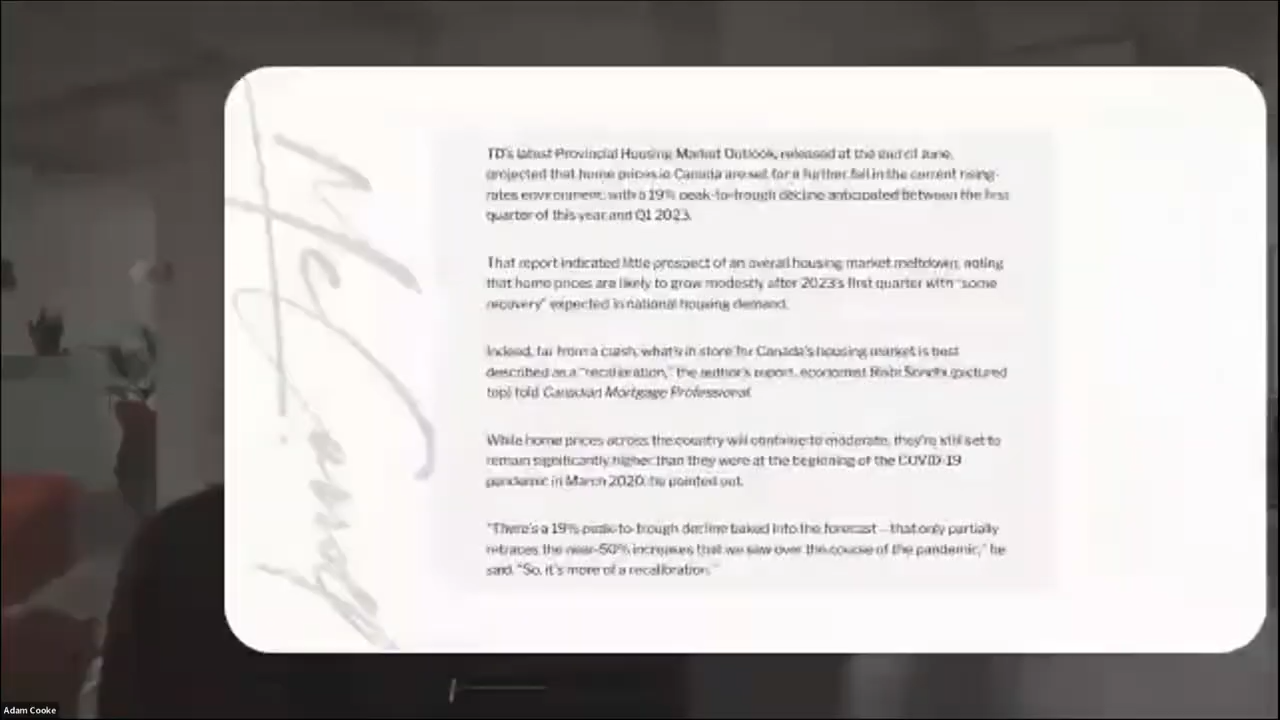 TD's latest Provincial Housing Market Outlook, released at the end of June,
projected that home prices in Canada are set for a further fall in the current rising-
rates environment, with a 19% peak-to-trough decline anticipated between the first
quarter of this year and Q1 2023.
That report indicated little prospect of an overall housing market meltdown, noting
that home prices are likely to grow modestly after 2023's first quarter with "some
recovery" expected in national housing demand.
Indeed, far from a crash, what's in store for Canada's housing market is best
described as a "recalibration," the author's report, economist Rishi Sondhi (pictured
top) told Canadian Mortgage Professional.
While home prices across the country will continue to moderate, they're still set to
remain significantly higher than they were at the beginning of the COVID-19
pandemic in March 2020, he pointed out.
"There's a 19% peak-to-trough decline baked into the forecast – that only partially
retraces the near-50% increases that we saw over the course of the pandemic," he
said. "So, it's more of a recalibration."
Adam Cooke